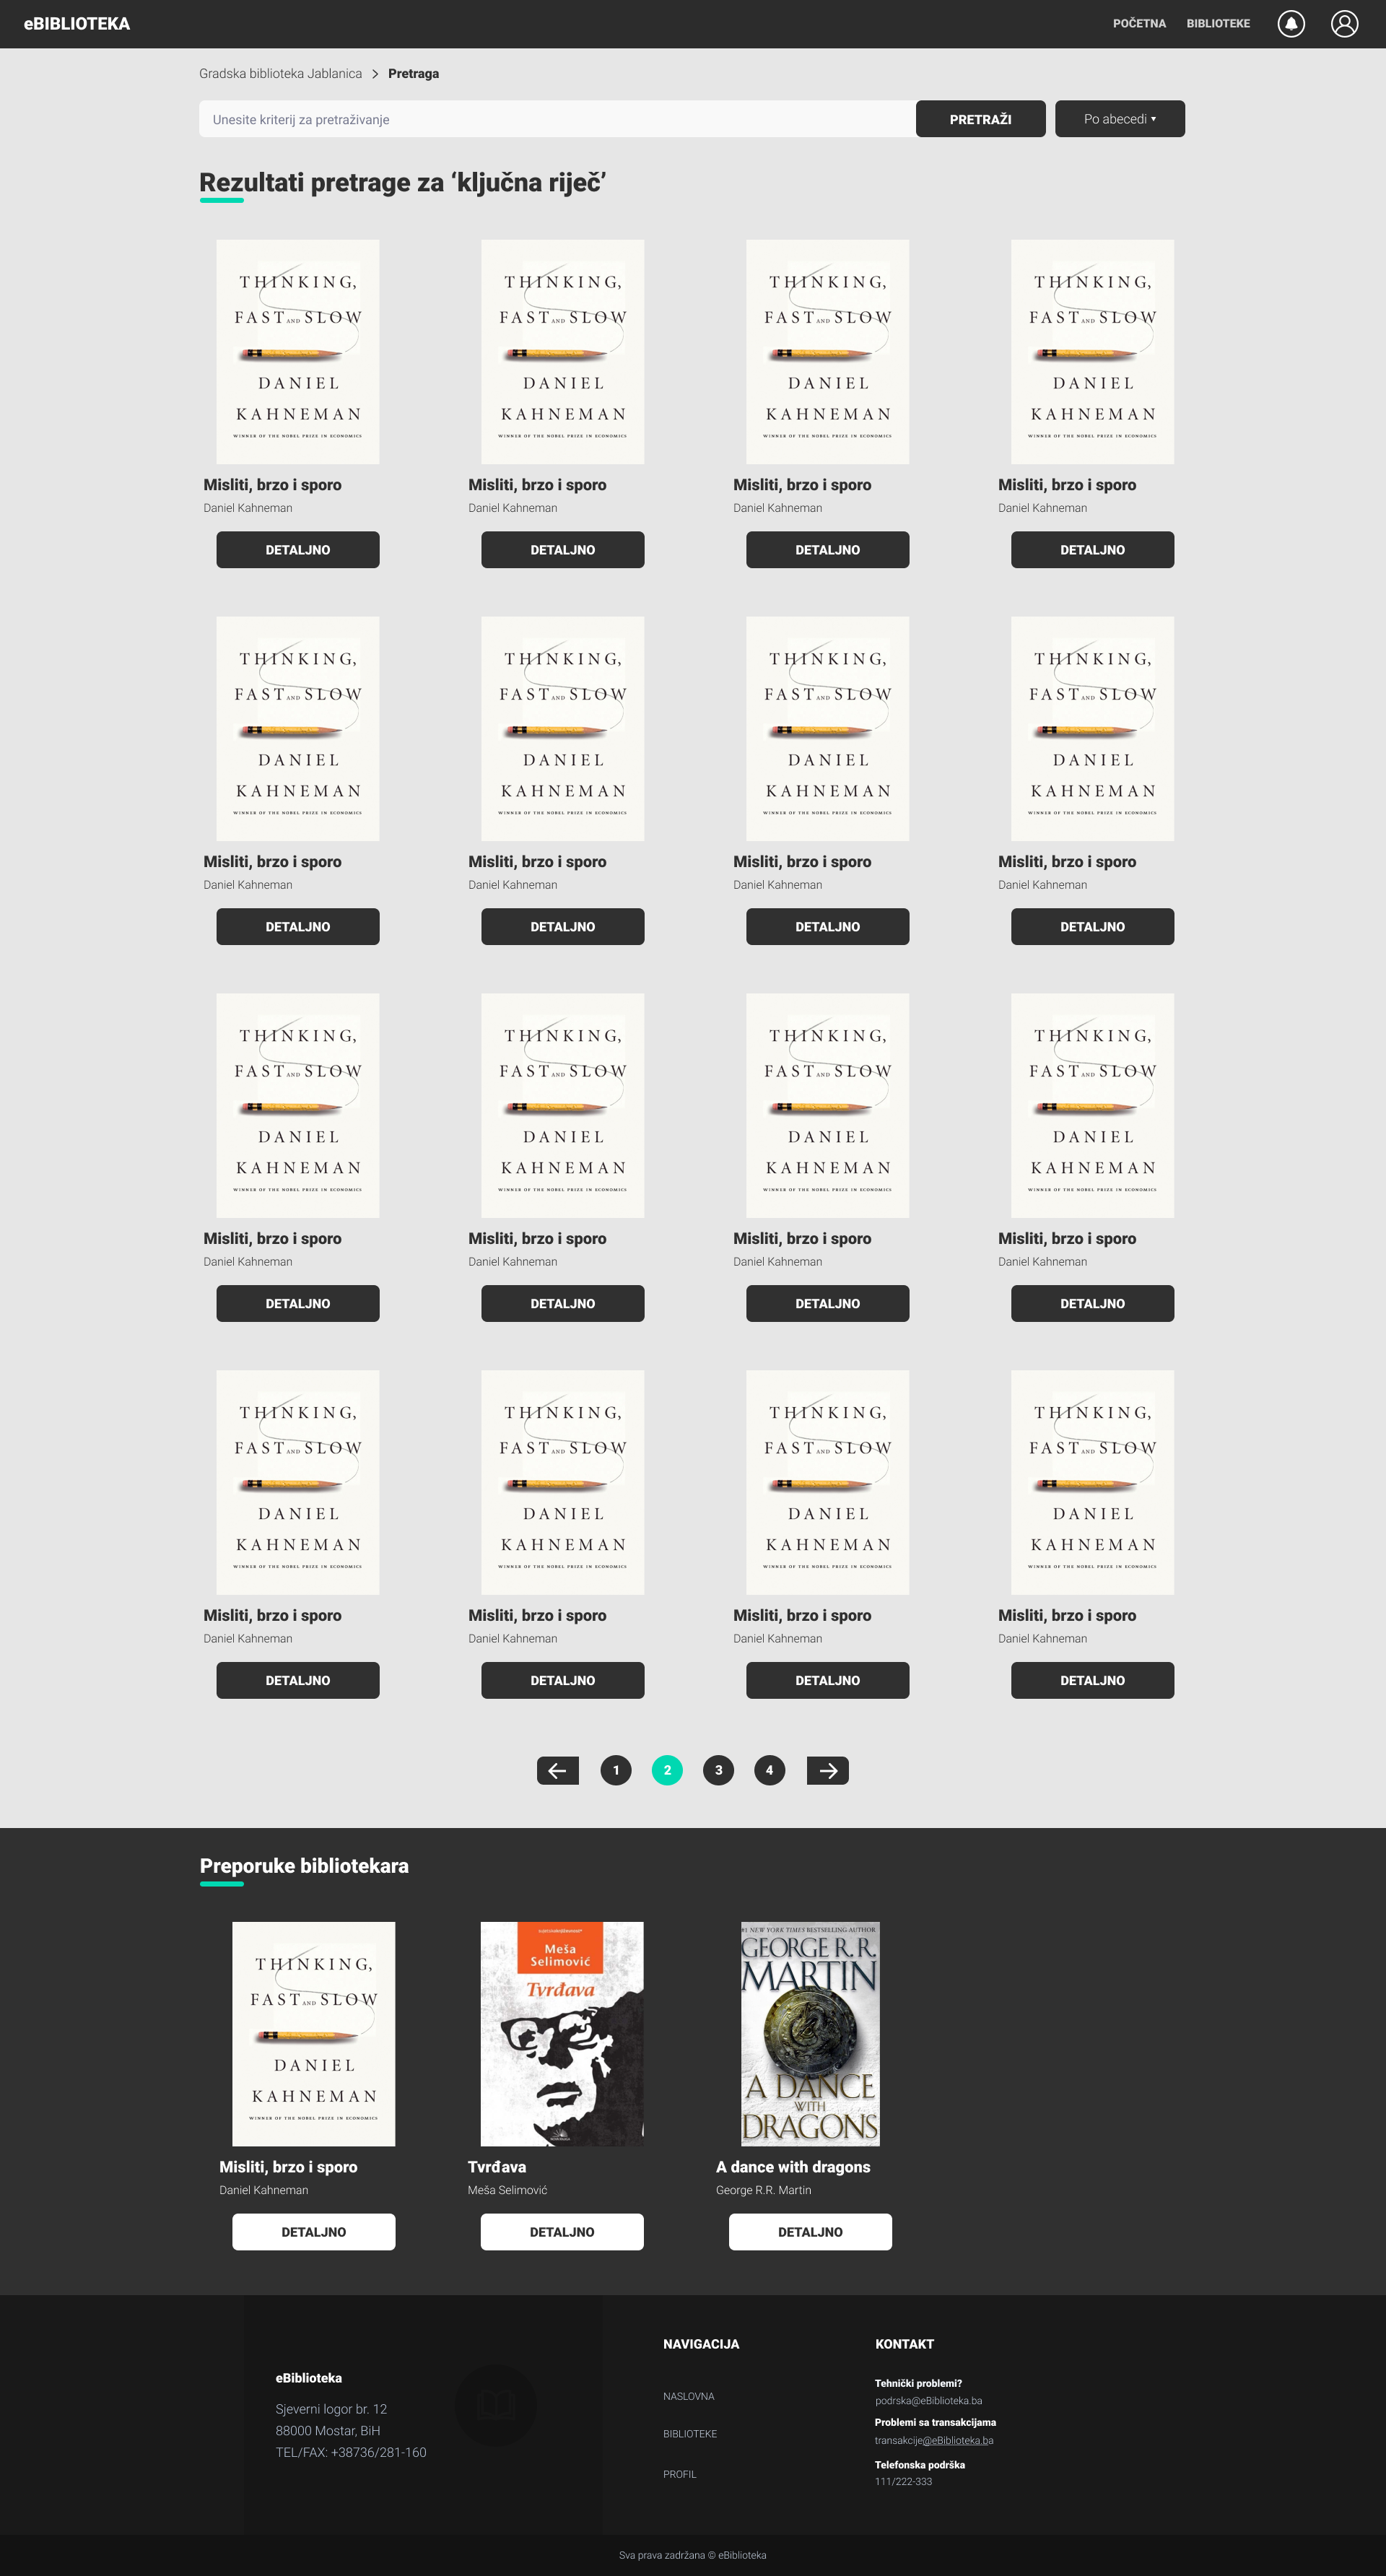 eBIBLIOTEKA
POČETNA BIBLIOTEKE
Gradska biblioteka Jablanica > Pretraga
Unesite kriterij za pretraživanje PRETRAŽI Po abecedi ▾
Rezultati pretrage za ‘ključna riječ’
THINKING, THINKING, THINKING, THINKING,
FAST AND SLOW FAST AND SLOW FAST AND SLOW FAST AND SLOW
DANIEL DANIEL DANIEL DANIEL
KAHNEMAN KAHNEMAN KAHNEMAN KAHNEMAN
WINNER OF THE NOBEL PRIZE IN ECONOMICS WINNER OF THE NOBEL PRIZE IN ECONOMICS WINNER OF THE NOBEL PRIZE IN ECONOMICS WINNER OF THE NOBEL PRIZE IN ECONOMICS
Misliti, brzo i sporo Misliti, brzo i sporo Misliti, brzo i sporo Misliti, brzo i sporo
Daniel Kahneman Daniel Kahneman Daniel Kahneman Daniel Kahneman
DETALJNO DETALJNO DETALJNO DETALJNO
THINKING, THINKING, THINKING, THINKING,
FAST AND SLOW FAST AND SLOW FAST AND SLOW FAST AND SLOW
DANIEL DANIEL DANIEL DANIEL
KAHNEMAN KAHNEMAN KAHNEMAN KAHNEMAN
WINNER OF THE NOBEL PRIZE IN ECONOMICS WINNER OF THE NOBEL PRIZE IN ECONOMICS WINNER OF THE NOBEL PRIZE IN ECONOMICS WINNER OF THE NOBEL PRIZE IN ECONOMICS
Misliti, brzo i sporo Misliti, brzo i sporo Misliti, brzo i sporo Misliti, brzo i sporo
Daniel Kahneman Daniel Kahneman Daniel Kahneman Daniel Kahneman
DETALJNO DETALJNO DETALJNO DETALJNO
THINKING, THINKING, THINKING, THINKING,
FAST AND SLOW FAST AND SLOW FAST AND SLOW FAST AND SLOW
DANIEL DANIEL DANIEL DANIEL
KAHNEMAN KAHNEMAN KAHNEMAN KAHNEMAN
WINNER OF THE NOBEL PRIZE IN ECONOMICS WINNER OF THE NOBEL PRIZE IN ECONOMICS WINNER OF THE NOBEL PRIZE IN ECONOMICS WINNER OF THE NOBEL PRIZE IN ECONOMICS
Misliti, brzo i sporo Misliti, brzo i sporo Misliti, brzo i sporo Misliti, brzo i sporo
Daniel Kahneman Daniel Kahneman Daniel Kahneman Daniel Kahneman
DETALJNO DETALJNO DETALJNO DETALJNO
THINKING, THINKING, THINKING, THINKING,
FAST AND SLOW FAST AND SLOW FAST AND SLOW FAST AND SLOW
DANIEL DANIEL DANIEL DANIEL
KAHNEMAN KAHNEMAN KAHNEMAN KAHNEMAN
WINNER OF THE NOBEL PRIZE IN ECONOMICS WINNER OF THE NOBEL PRIZE IN ECONOMICS WINNER OF THE NOBEL PRIZE IN ECONOMICS WINNER OF THE NOBEL PRIZE IN ECONOMICS
Misliti, brzo i sporo Misliti, brzo i sporo Misliti, brzo i sporo Misliti, brzo i sporo
Daniel Kahneman Daniel Kahneman Daniel Kahneman Daniel Kahneman
DETALJNO DETALJNO DETALJNO DETALJNO
1 2 3 4
Preporuke bibliotekara
THINKING,
FAST AND SLOW
DANIEL
KAHNEMAN
WINNER OF THE NOBEL PRIZE IN ECONOMICS
Meša
Selimović
Tvrđava
#1 NEW YORK TIMES BESTSELLING AUTHOR
GEORGE R. R.
MARTIN
A DANCE
WITH
DRAGONS
Misliti, brzo i sporo Tvrđava A dance with dragons
Daniel Kahneman Meša Selimović George R.R. Martin
DETALJNO DETALJNO DETALJNO
eBiblioteka
Sjeverni logor br. 12
88000 Mostar, BiH
TEL/FAX: +38736/281-160
NAVIGACIJA
NASLOVNA
BIBLIOTEKE
PROFIL
KONTAKT
Tehnički problemi?
podrska@eBiblioteka.ba
Problemi sa transakcijama
transakcije@eBiblioteka.ba
Telefonska podrška
111/222-333
Sva prava zadržana © eBiblioteka